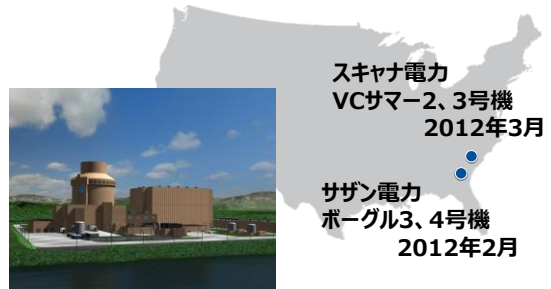 スキャナ電力
VCサマー2、3号機
2012年3月
サザン電力
ボーグル3、4号機
2012年2月